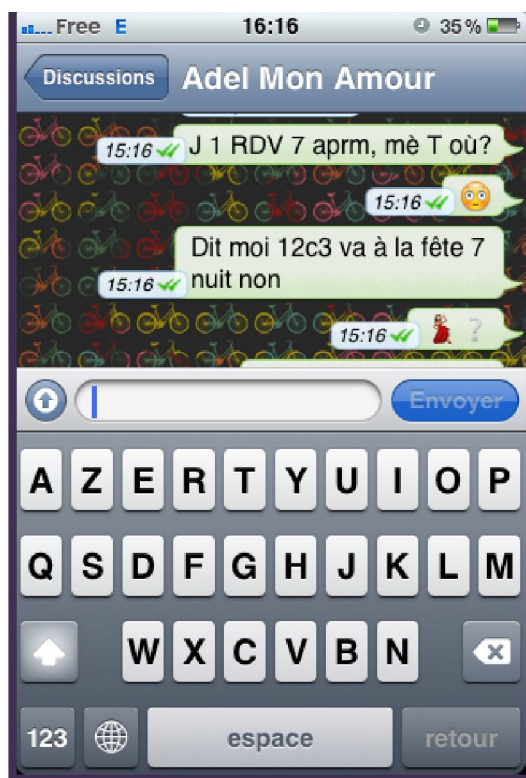 Free E 16:16 35 %
Discussions Adel Mon Amour
15:16 J 1 RDV 7 aprm, mè T où?
15:16 😳
Dit moi 12c3 va à la fête 7
15:16 nuit non
15:16 💃 ❔
Envoyer
A Z E R T Y U I O P
Q S D F G H J K L M
W X C V B N
123 espace retour